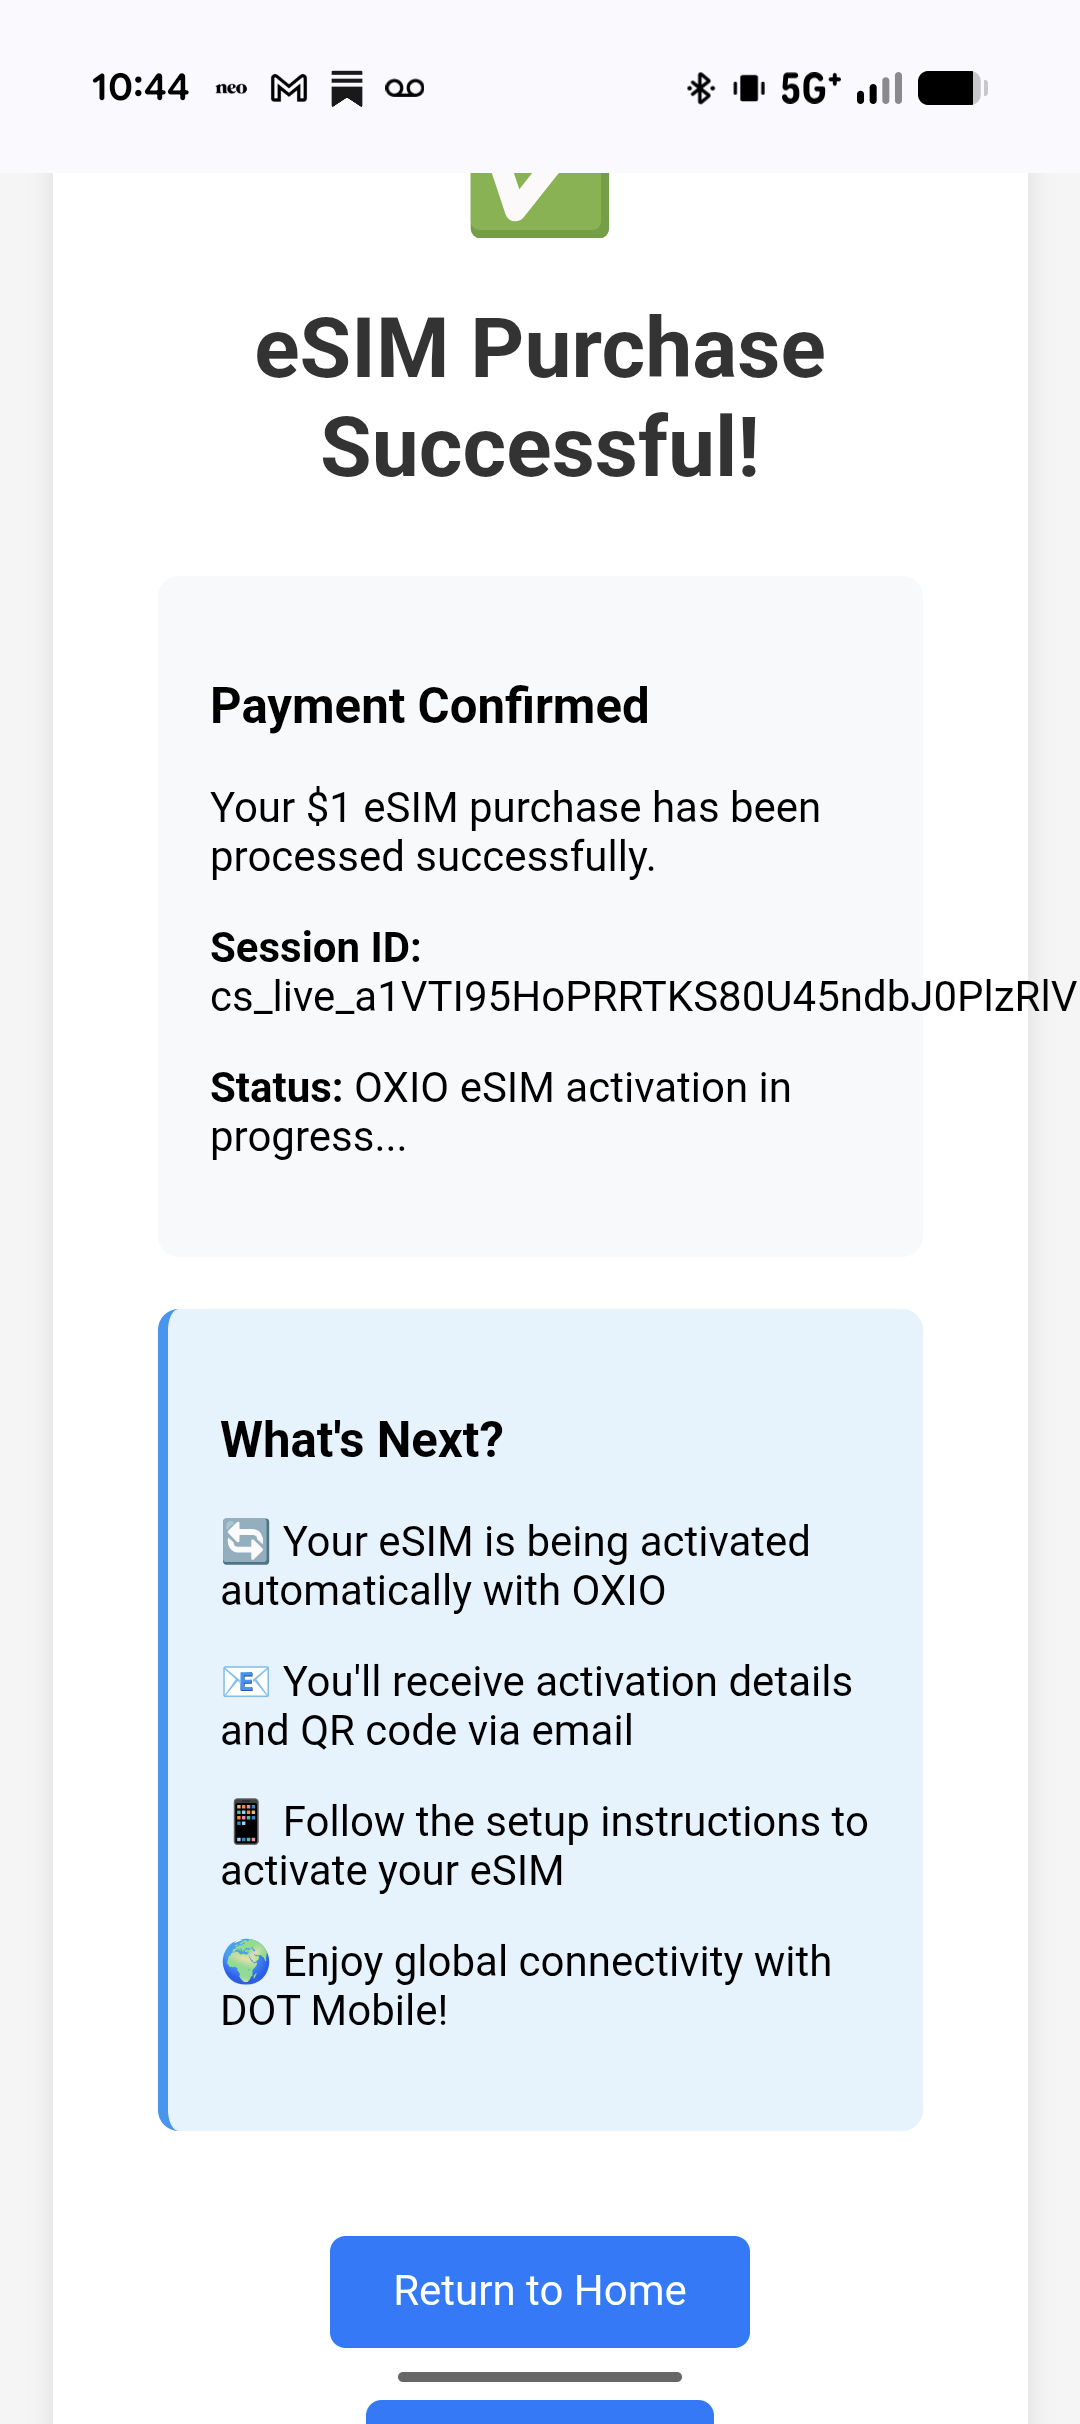 10:44 neo 5G+
eSIM Purchase
Successful!
Payment Confirmed
Your $1 eSIM purchase has been
processed successfully.
Session ID:
cs_live_a1VTI95HoPRRTKS80U45ndbJ0PlzRlV
Status: OXIO eSIM activation in
progress...
What's Next?
🔄 Your eSIM is being activated
automatically with OXIO
📧 You'll receive activation details
and QR code via email
📱 Follow the setup instructions to
activate your eSIM
🌍 Enjoy global connectivity with
DOT Mobile!
Return to Home